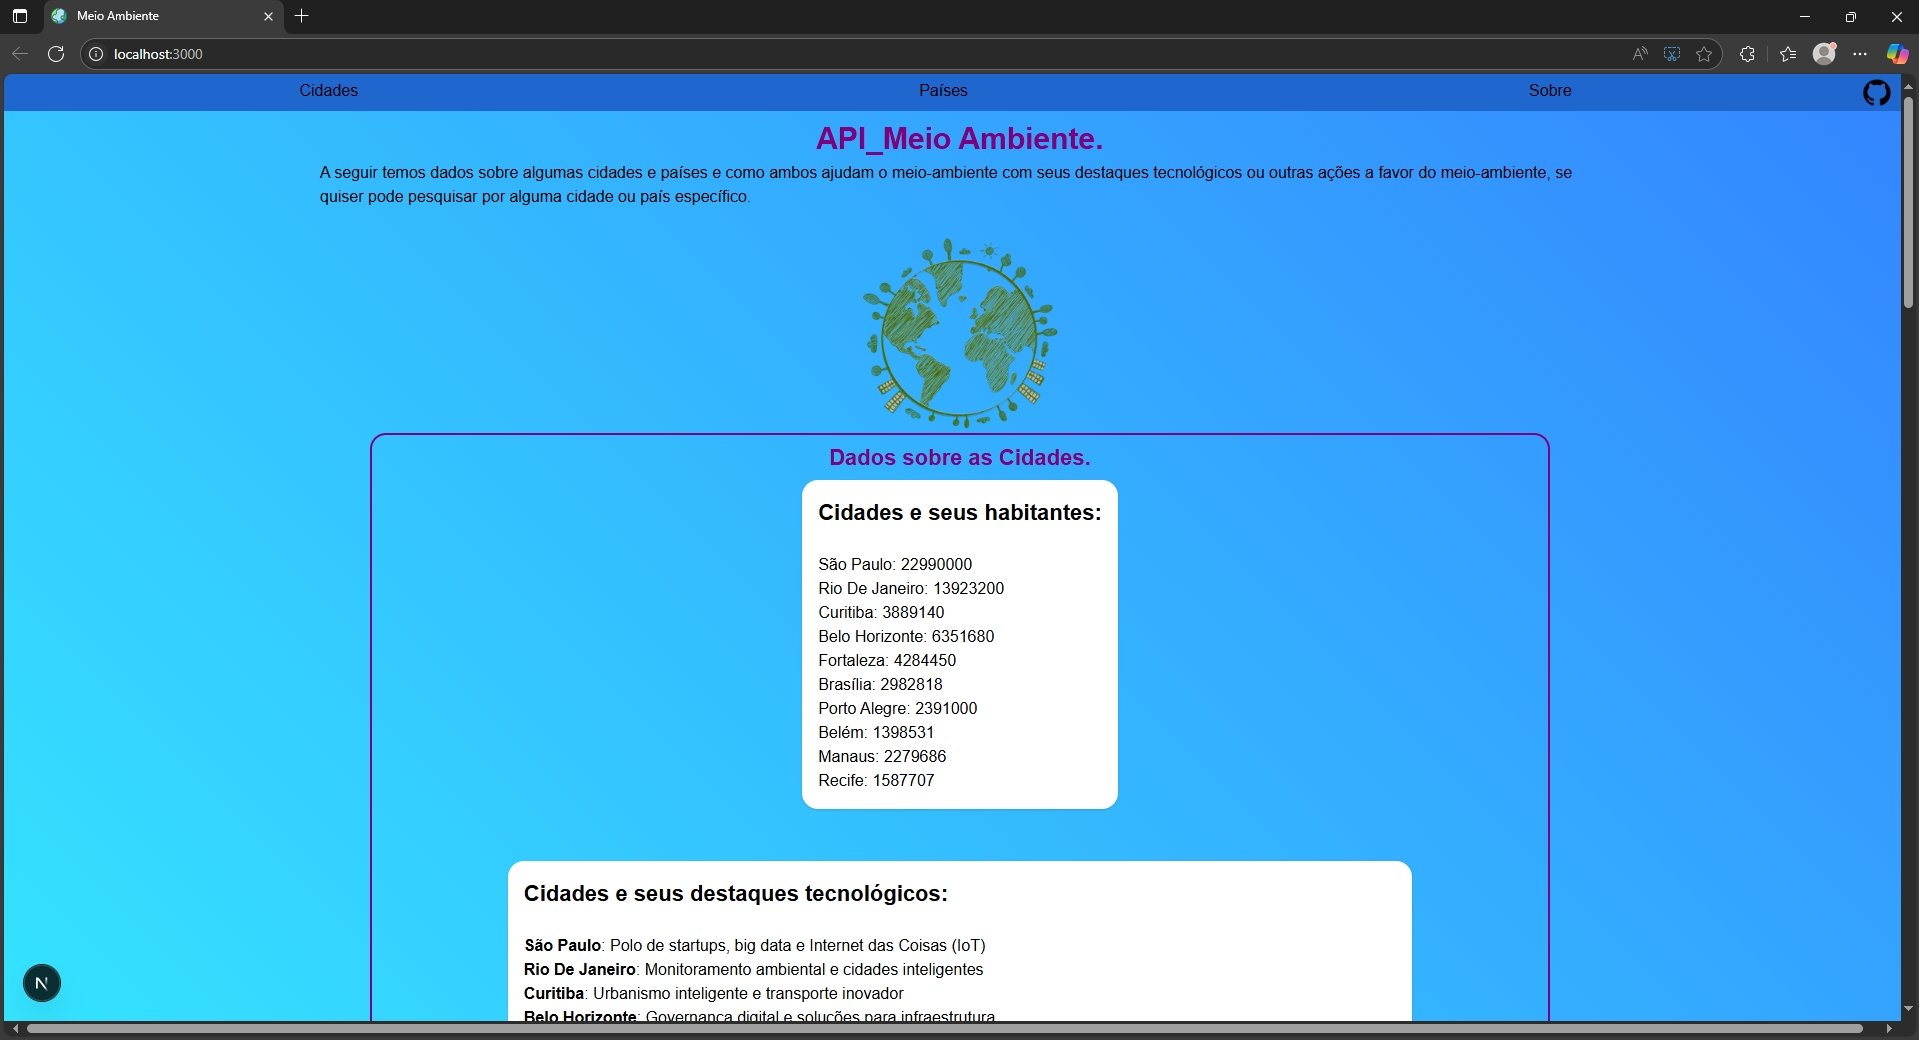 Meio Ambiente
localhost:3000
Cidades
Países
Sobre
API_Meio Ambiente.
A seguir temos dados sobre algumas cidades e países e como ambos ajudam o meio-ambiente com seus destaques tecnológicos ou outras ações a favor do meio-ambiente, se
quiser pode pesquisar por alguma cidade ou país específico.
Dados sobre as Cidades.
Cidades e seus habitantes:
São Paulo: 22990000
Rio De Janeiro: 13923200
Curitiba: 3889140
Belo Horizonte: 6351680
Fortaleza: 4284450
Brasília: 2982818
Porto Alegre: 2391000
Belém: 1398531
Manaus: 2279686
Recife: 1587707
Cidades e seus destaques tecnológicos:
São Paulo: Polo de startups, big data e Internet das Coisas (IoT)
Rio De Janeiro: Monitoramento ambiental e cidades inteligentes
Curitiba: Urbanismo inteligente e transporte inovador
Belo Horizonte: Governança digital e soluções para infraestrutura
N